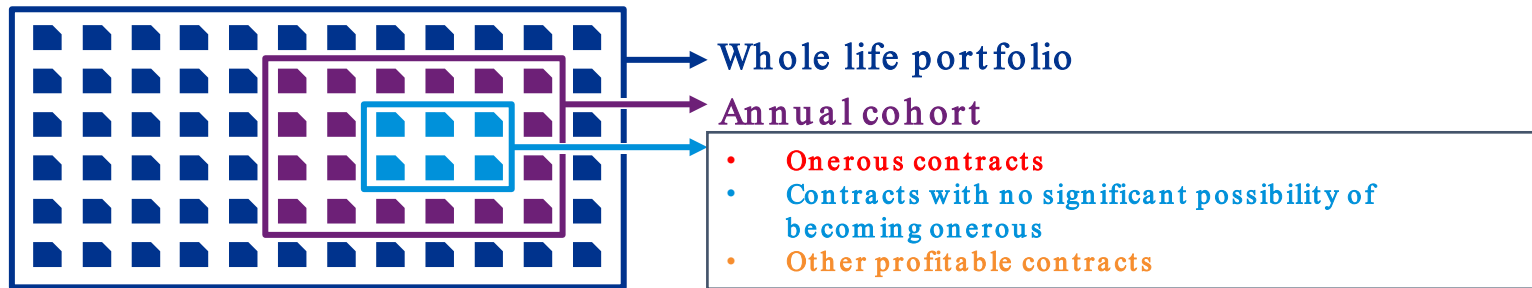 Whole life portfolio
Annual cohort
• Onerous contracts
• Contracts with no significant possibility of
becoming onerous
• Other profitable contracts